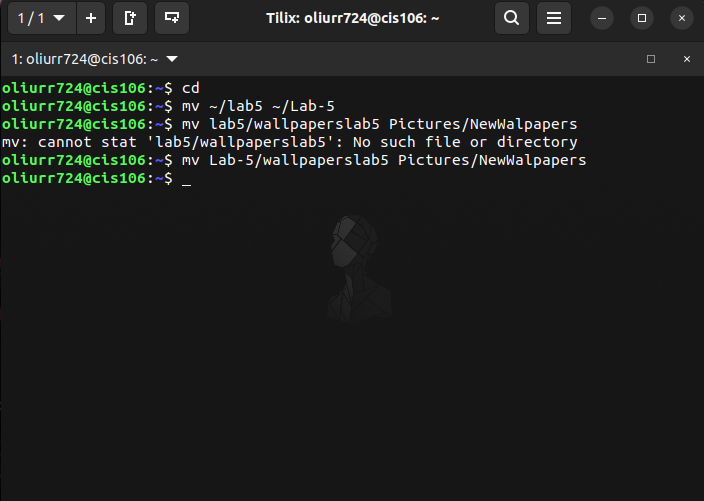 1 / 1
Tilix: oliurr724@cis106: ~
1: oliurr724@cis106: ~
oliurr724@cis106:~$ cd
oliurr724@cis106:~$ mv ~/lab5 ~/Lab-5
oliurr724@cis106:~$ mv lab5/wallpaperslab5 Pictures/NewWalpapers
mv: cannot stat 'lab5/wallpaperslab5': No such file or directory
oliurr724@cis106:~$ mv Lab-5/wallpaperslab5 Pictures/NewWalpapers
oliurr724@cis106:~$ _